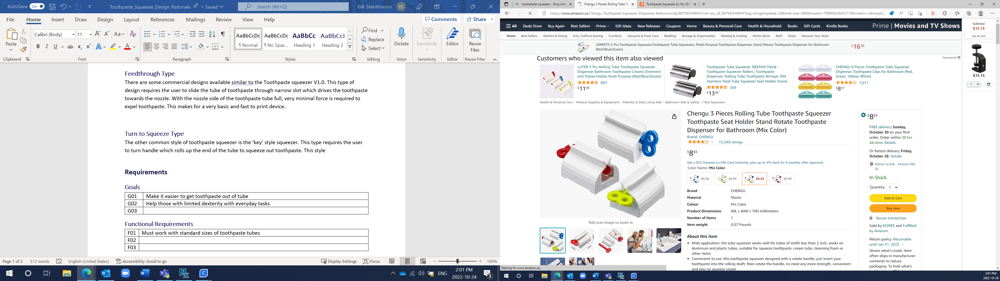 AutoSave On
Toothpaste_Squeezer_Design_Rationale • Saved
Search (Alt+Q)
Erik Steinthorson ES
File Home Insert Draw Design Layout References Mailings Review View Help
Comments Share
Paste
Calibri (Body) 11
Aa
B I U ab x₂ x² A A
AaBbCcDc AaBbCcDc AaBbCc AaBbCcI
¶ Normal ¶ No Spac... Heading 1 Heading 2
Find
Replace
Select
Dictate
Sensitivity
Editor
Reuse
Files
Clipboard Font Paragraph Styles Editing Voice Sensitivity Editor Reuse Files
Feedthrough Type
There are some commercial designs available similar to the Toothpaste squeezer V1.0. This type of
design requires the user to slide the tube of toothpaste through narrow slot which drives the toothpaste
towards the nozzle. With the nozzle side of the toothpaste tube full, very minimal force is required to
expel toothpaste. This makes for a very basic and fast to print device.
Turn to Squeeze Type
The other common style of toothpaste squeezer is the ‘key’ style squeezer. This type requires the user
to turn handle which rolls up the end of the tube to squeeze out toothpaste. This style
Requirements
Goals
G01 Make it easier to get toothpaste out of tube
G02 Help those with limited dexterity with everyday tasks
G03
Functional Requirements
F01 Must work with standard sizes of toothpaste tubes
F02
F03
Page 1 of 2 312 words English (United States) Accessibility: Good to go
Display Settings Focus 100%
ENG
2:01 PM
2022-10-24
3
toothpaste squeezer - Bing imag
Chengu 3 Pieces Rolling Tube To
Toothpaste Squeezer by My 3D
https://www.amazon.ca/Chengu-Toothpaste-Squeezer-Dispenser-Bathroom/dp/B07MSF4WHY/ref=asc_df_B07MSF4WHY?tag=bingshopdesk-20&linkCode=df0&hvadid=79989562645211&hvnetw=o&hvqmt...
All Deals Store Buy Again Best Sellers Prime Gift Ideas New Releases Coupons Home Beauty & Personal Care Health & Household Books Gift Cards Kindle Books
Prime | Movies and TV Shows
Home Best Sellers Kitchen & Dining Arts, Crafts & Sewing Furniture Vacuums & Floor Care Bedding Storage & Organization Heating & Cooling Home Décor Bath Deals Discover Your Style
JORPETS 3 Pcs Toothpaste Squeezer,Toothpaste Tube Squeezers, Multi-Purpose Toothpaste Dispenser, Stand Rotate Toothpaste Dispenser for Bathroom
(Red/Blue/Green)
$16 99
Customers who viewed this item also viewed
Sponsored
LUTER 3 Pcs Rolling Tube Toothpaste Squeezer
Dispenser Bathroom Toothpaste Creams Ointment
and Pastes Holder Multi Purpose (Red/Blue/Green)
897
$11 99
Toothpaste Tube Squeezer, NEEMAY Metal
Toothpaste Squeezer Rollers, Toothpaste
Dispenser, Rolling Tube Toothpaste Wringer 304
Stainless Steel Tube Squeezer Seat Holder Stand...
269
$13 99
CHENGU 8 Pieces Toothpaste Tube Squeezer
Dispenser Toothpaste Clips for Bathroom (Red,
Green, Yellow, White)
1,011
$8 57
Health & Personal Care › Medical Supplies & Equipment › Mobility & Daily Living Aids › Bathroom Aids & Safety › Tube Squeezers
Chengu 3 Pieces Rolling Tube Toothpaste Squeezer
Toothpaste Seat Holder Stand Rotate Toothpaste
Dispenser for Bathroom (Mix Color)
Brand: CHENGU
15,549 ratings
$8 83
Get a $25 Amazon.ca Gift Card instantly, plus up to 5% back for 6 months after approval.
Color Name: Mix Color
$9.36 $9.99 $8.83 $9.99
Brand CHENGU
Material Plastic
Colour Mix Color
Product Dimensions 40L x 40W x 70H millimeters
Number of Items 1
Item weight 0.07 Pounds
About this item
• Wide application: the tube squeezer works well for tubes of width less than 2 inch, works on
aluminum and plastic tubes, suitable for squeeze toothpaste, cream tube, cleansing foam or
other items
• Convenient to use: this toothpaste squeezer designed with a rotate handle, just insert your
toothpaste into the rolling shaft, then rotate the handle, no need any more strength, convenient
and easy to squeeze cream
Roll over image to zoom in
$8 83
FREE delivery Sunday,
October 30 on your first
order. Order within 20 hrs
44 mins. Details
Or fastest delivery Friday,
October 28. Details
Deliver to Erik - Victoria V8X
3L
In Stock.
Quantity: 1
Add to Cart
Buy now
Secure transaction
Sold by KOMEE and Fulfilled
by Amazon.
Return policy: Returnable
until Jan 31, 2023
Shows what's inside. Item
often ships in manufacturer
container to reduce
packaging. To hide what's
Subtotal
$15.13
Go to cart
$15.13
1
Waiting for www.amazon.ca...
2:01 PM
2022-10-24